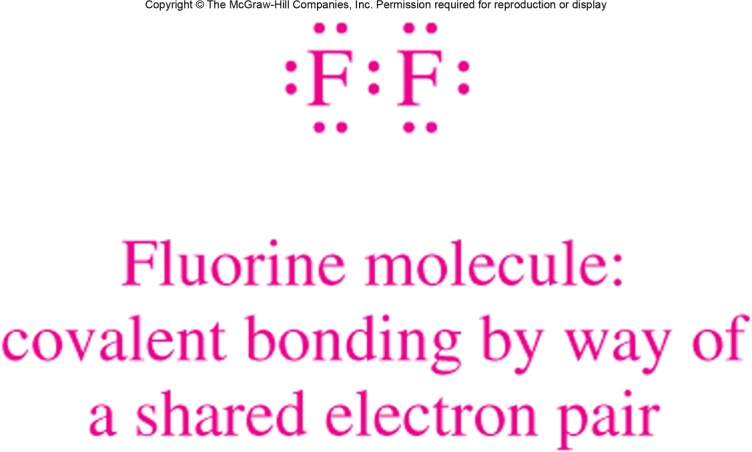 Copyright © The McGraw-Hill Companies, Inc. Permission required for reproduction or display
F F
Fluorine molecule:
covalent bonding by way of
a shared electron pair